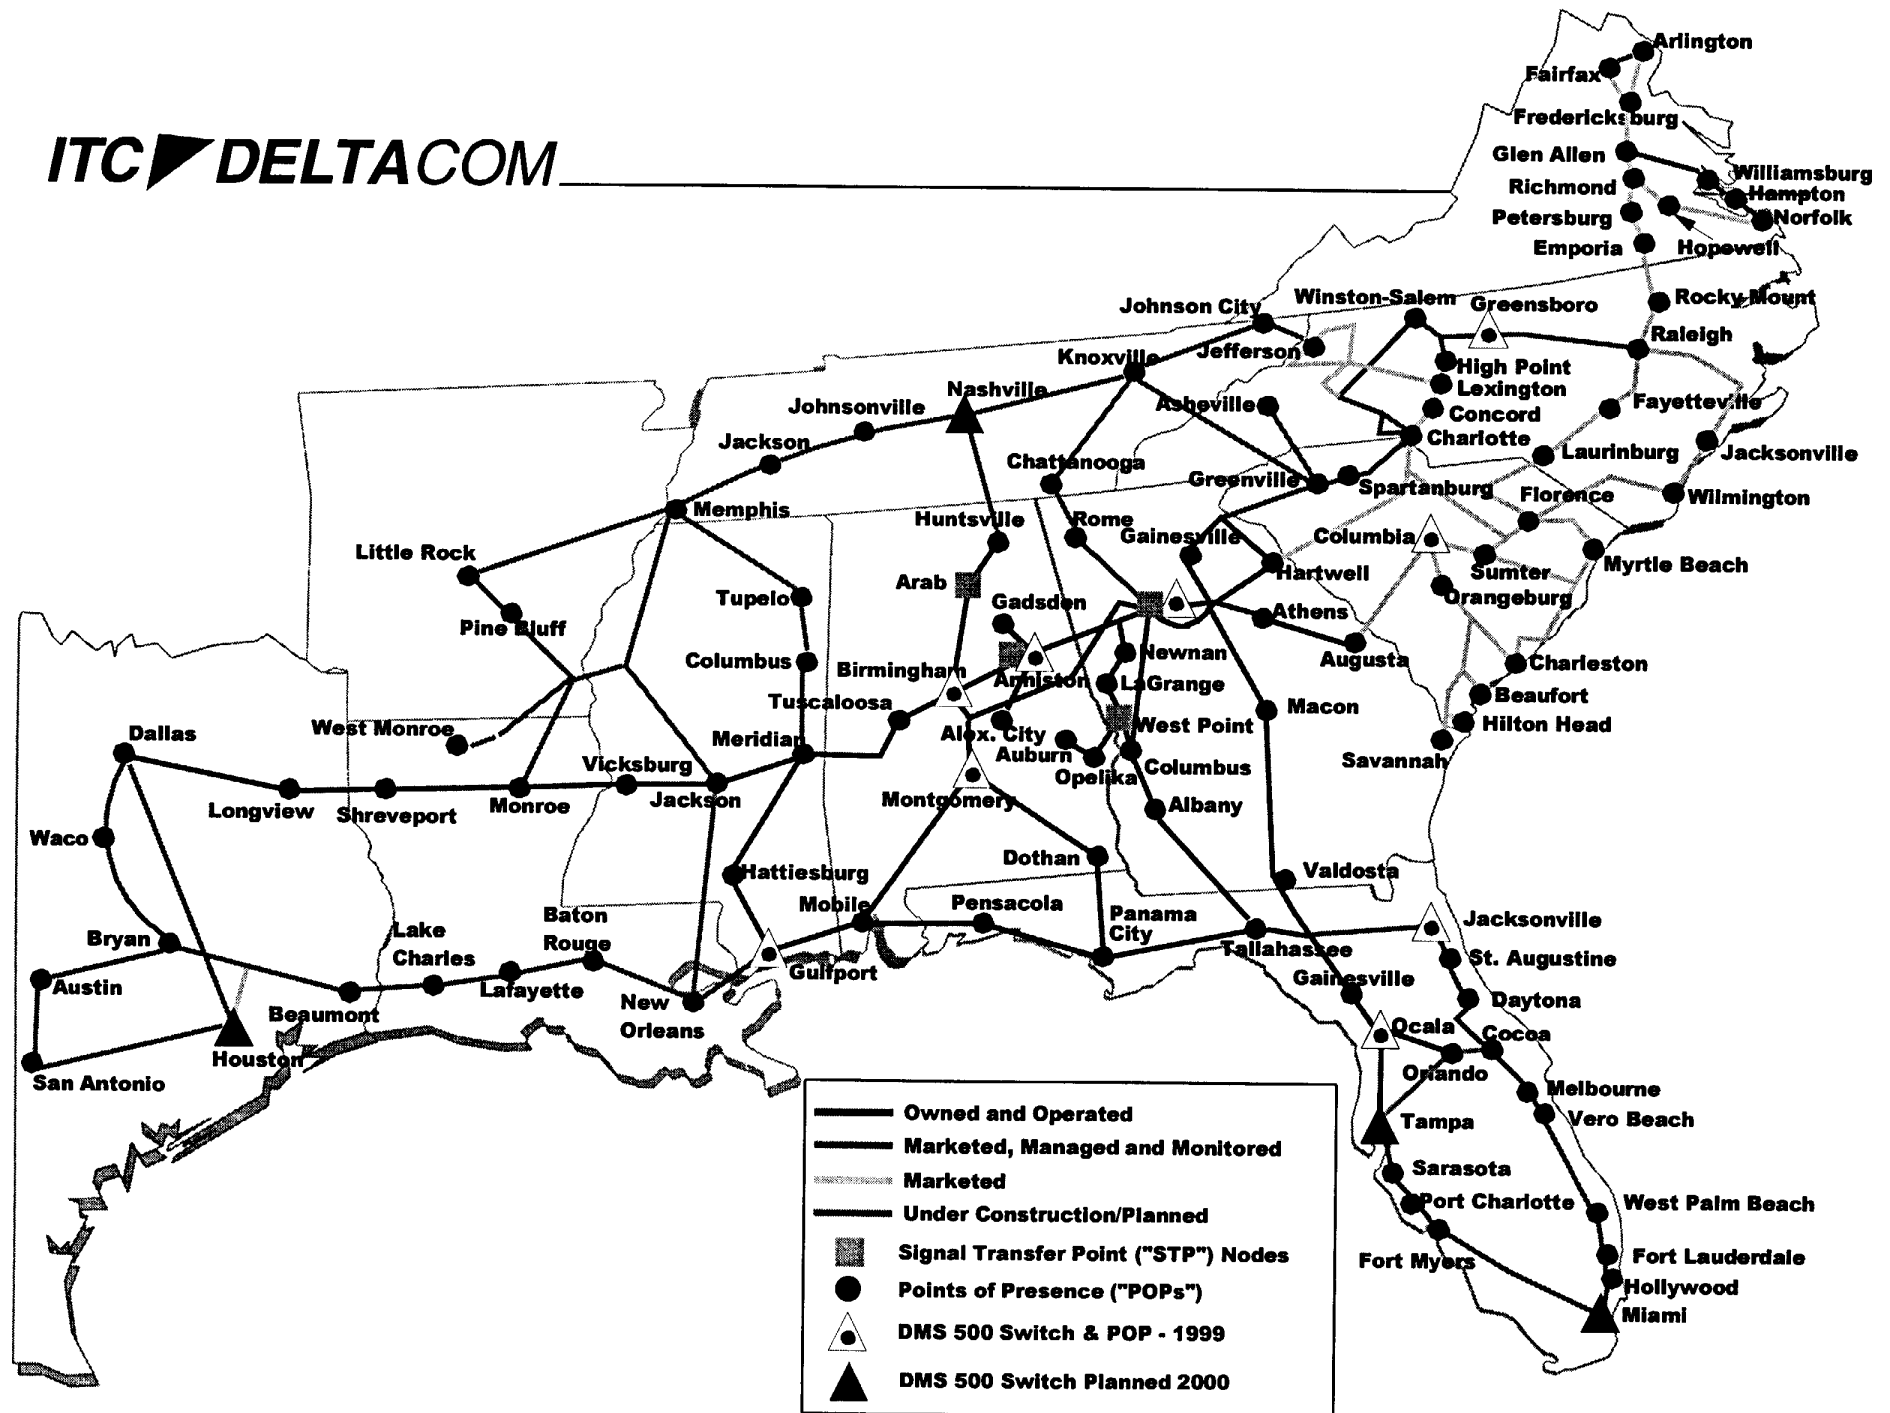 ITC DELTACOM
Arlington
Fairfax
Fredericksburg
Glen Allen
Williamsburg
Richmond
Hampton
Petersburg
Norfolk
Emporia
Hopewell
Johnson City
Winston-Salem
Greensboro
Rocky Mount
Raleigh
Knoxville
Jefferson
High Point
Nashville
Lexington
Johnsonville
Asheville
Concord
Fayetteville
Jackson
Charlotte
Chattanooga
Laurinburg
Jacksonville
Greenville
Spartanburg
Florence
Wilmington
Memphis
Huntsville
Rome
Gainesville
Columbia
Little Rock
Hartwell
Sumter
Myrtle Beach
Arab
Tupelo
Gadsden
Orangeburg
Athens
Pine Bluff
Columbus
Birmingham
Newnan
Augusta
Charleston
Anniston
LaGrange
Beaufort
Tuscaloosa
Macon
West Point
Hilton Head
West Monroe
Dallas
Alex. City
Meridian
Auburn
Savannah
Vicksburg
Opelika
Columbus
Longview
Shreveport
Monroe
Jackson
Montgomery
Albany
Waco
Dothan
Hattiesburg
Valdosta
Mobile
Pensacola
Panama
City
Jacksonville
Baton
Rouge
Lake
Charles
Bryan
Tallahassee
St. Augustine
Gulfport
Gainesville
Austin
Lafayette
New
Orleans
Daytona
Beaumont
Ocala
Cocoa
Houston
San Antonio
Orlando
Melbourne
Vero Beach
Tampa
Sarasota
Port Charlotte
West Palm Beach
Fort Myers
Fort Lauderdale
Hollywood
Miami
Owned and Operated
Marketed, Managed and Monitored
Marketed
Under Construction/Planned
Signal Transfer Point ("STP") Nodes
Points of Presence ("POPs")
DMS 500 Switch & POP - 1999
DMS 500 Switch Planned 2000